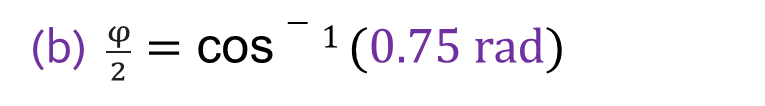 (b) φ/2 = cos⁻¹(0.75 rad)